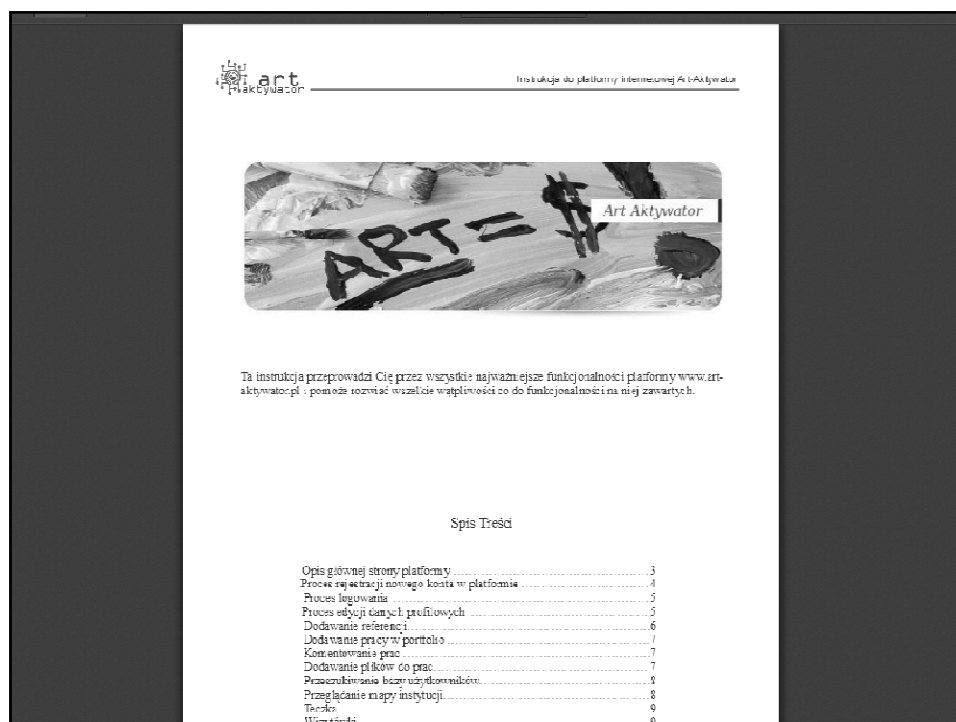 art
aktywator
Instrukcja do platformy internetowej Art-Aktywator
ART=$
Art Aktywator
Ta instrukcja przeprowadzi Cię przez wszystkie najważniejsze funkcjonalności platformy www.art-
aktywator.pl i pomoże rozwiać wszelkie wątpliwości co do funkcjonalności na niej zawartych.
Spis Treści
Opis głównej strony platformy 3
Proces rejestracji nowego konta w platformie 4
Proces logowania 5
Proces edycji danych profilowych 5
Dodawanie referencji 6
Dodawanie pracy w portfolio 7
Komentowanie prac 7
Dodawanie plików do prac 7
Przeszukiwanie bazy użytkowników 8
Przeglądanie mapy instytucji 8
Teczka 9
Wizytówki 9